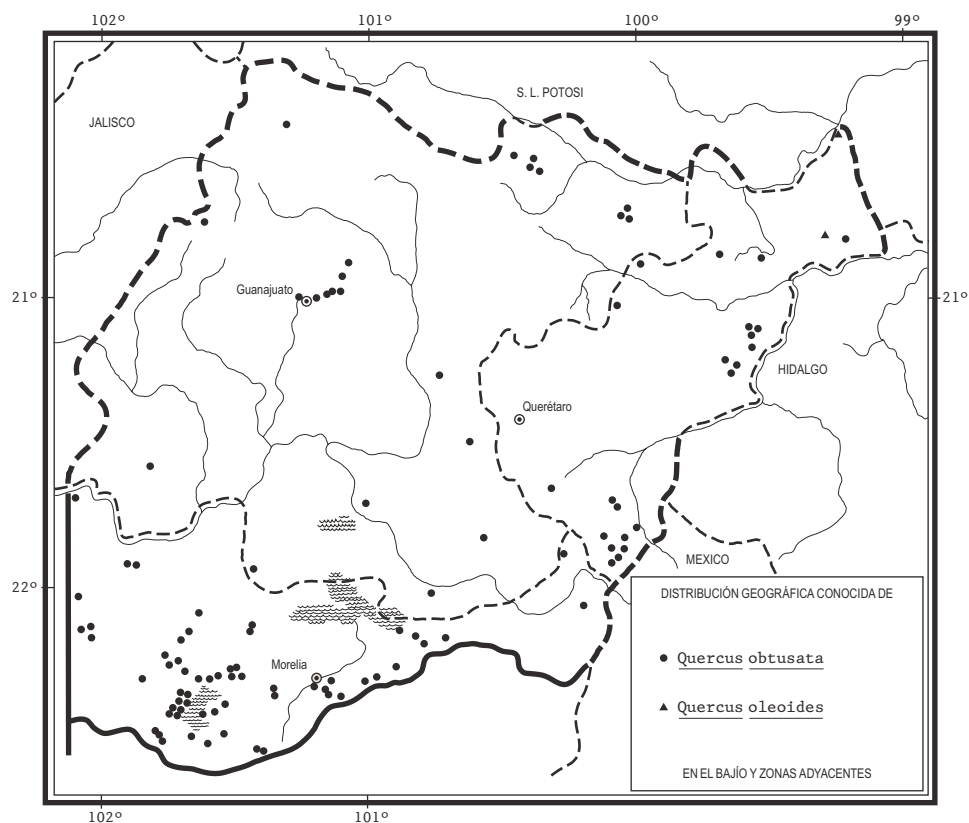 102º 101º 100º 99º
S. L. POTOSI
JALISCO
Guanajuato
21º 21º
HIDALGO
Querétaro
MEXICO
22º
DISTRIBUCIÓN GEOGRÁFICA CONOCIDA DE
Quercus obtusata
Morelia
Quercus oleoides
EN EL BAJÍO Y ZONAS ADYACENTES
102º 101º